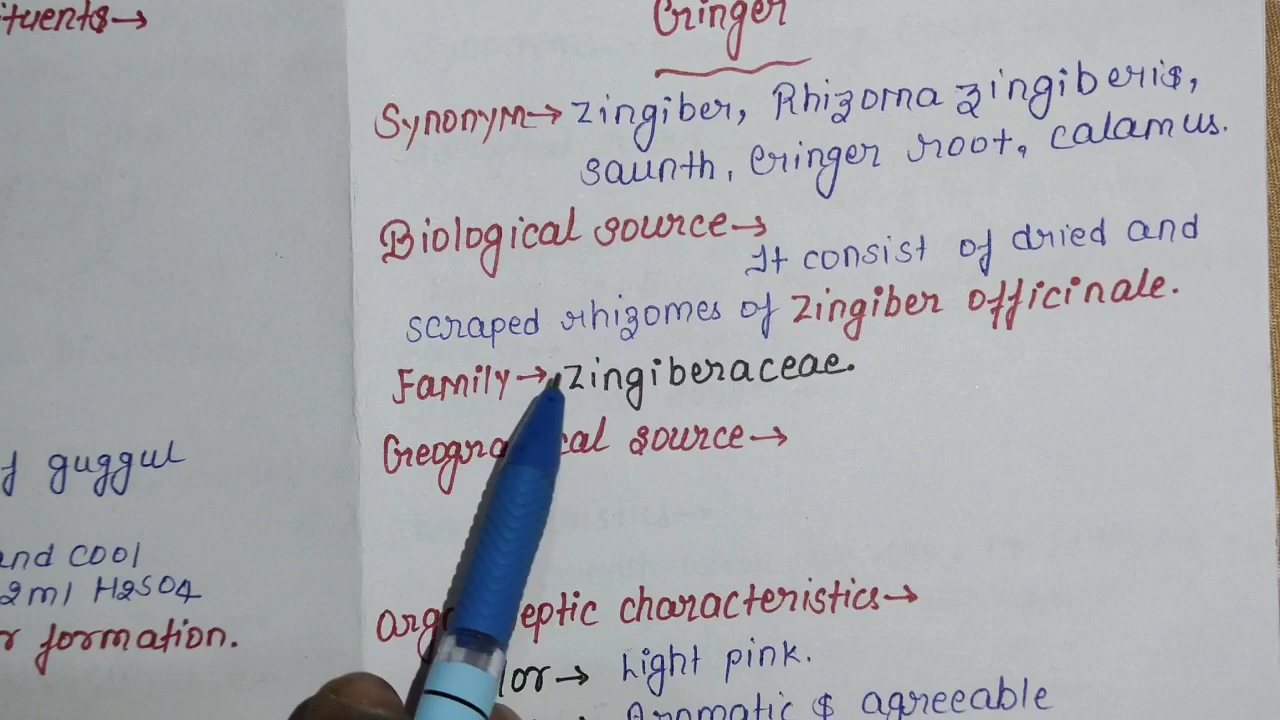 tuents→
f guggul
and cool
2ml H2SO4
r formation.
Ginger
Synonym→ Zingiber, Rhizoma zingiberis,
saunth, Ginger root, calamus.
Biological source→
It consist of dried and
scraped rhizomes of Zingiber officinale.
Family→ Zingiberaceae.
Geogra cal source→
arg eptic characteristics→
lor→ Light pink.
Aromatic $ agreeable